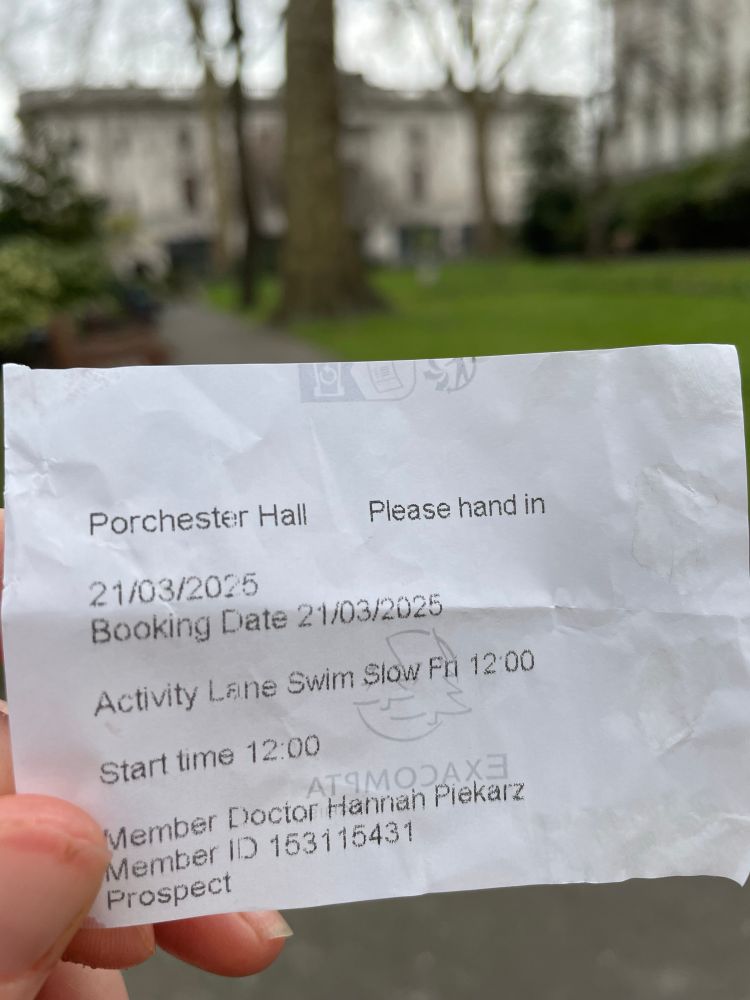 Porchester Hall Please hand in
21/03/2025
Booking Date 21/03/2025
Activity Lane Swim Slow Fri 12:00
Start time 12:00
EXACOMPTA
Member Doctor Hannah Piekarz
Member ID 153115431
Prospect